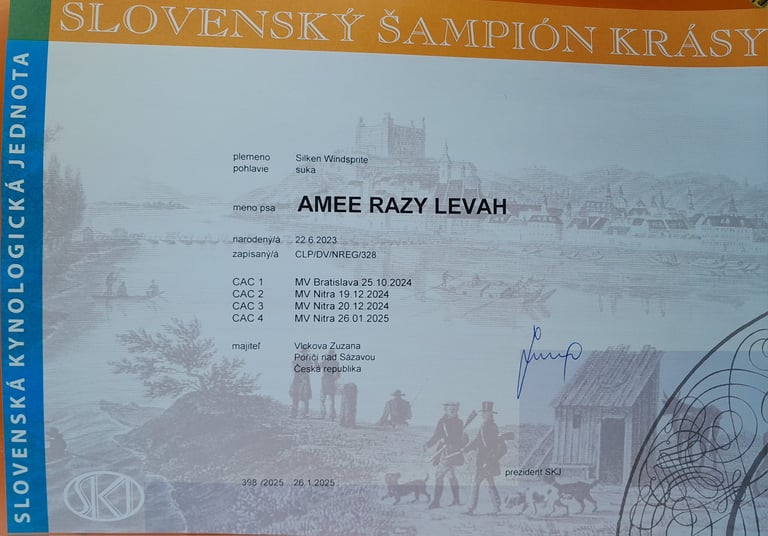 SLOVENSKÝ ŠAMPIÓN KRÁSY
SLOVENSKÁ KYNOLOGICKÁ JEDNOTA
plemeno Silken Windsprite
pohlavie suka
meno psa AMEE RAZY LEVAH
narodený/á 22.6.2023
zapísaný/á CLP/DV/NREG/328
CAC 1 MV Bratislava 25.10.2024
CAC 2 MV Nitra 19.12.2024
CAC 3 MV Nitra 20.12.2024
CAC 4 MV Nitra 26.01.2025
majiteľ Vlckova Zuzana
Poříčí nad Sázavou
Česká republika
prezident SKJ
398 /2025 26.1.2025
SKJ